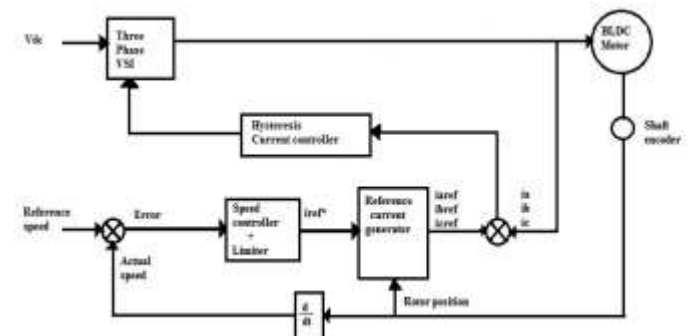 Vdc
Three
Phase
VSI
BLDC
Motor
Hysteresis
Current controller
Shaft
encoder
Reference
speed
Error
Speed
controller
+
Limiter
iref*
Reference
current
generator
iaref
ibref
icref
ia
ib
ic
Actual
speed
Rotor position
d
dt